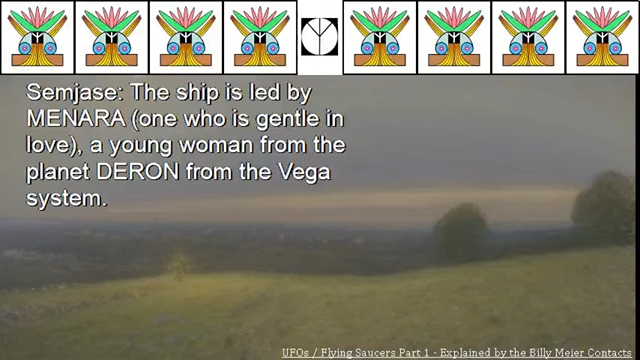 Semjase: The ship is led by
MENARA (one who is gentle in
love), a young woman from the
planet DERON from the Vega
system.
UFOs / Flying Saucers Part 1 - Explained by the Billy Meier Contacts